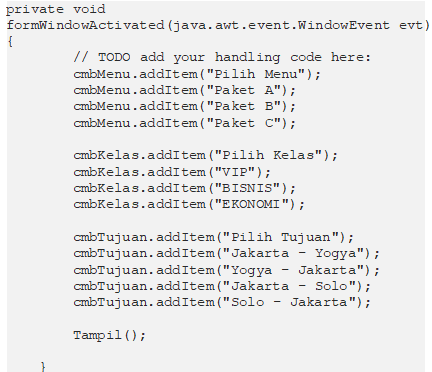 private void
formWindowActivated(java.awt.event.WindowEvent evt)
{
        // TODO add your handling code here:
        cmbMenu.addItem("Pilih Menu");
        cmbMenu.addItem("Paket A");
        cmbMenu.addItem("Paket B");
        cmbMenu.addItem("Paket C");

        cmbKelas.addItem("Pilih Kelas");
        cmbKelas.addItem("VIP");
        cmbKelas.addItem("BISNIS");
        cmbKelas.addItem("EKONOMI");

        cmbTujuan.addItem("Pilih Tujuan");
        cmbTujuan.addItem("Jakarta - Yogya");
        cmbTujuan.addItem("Yogya - Jakarta");
        cmbTujuan.addItem("Jakarta - Solo");
        cmbTujuan.addItem("Solo - Jakarta");

        Tampil();

    }